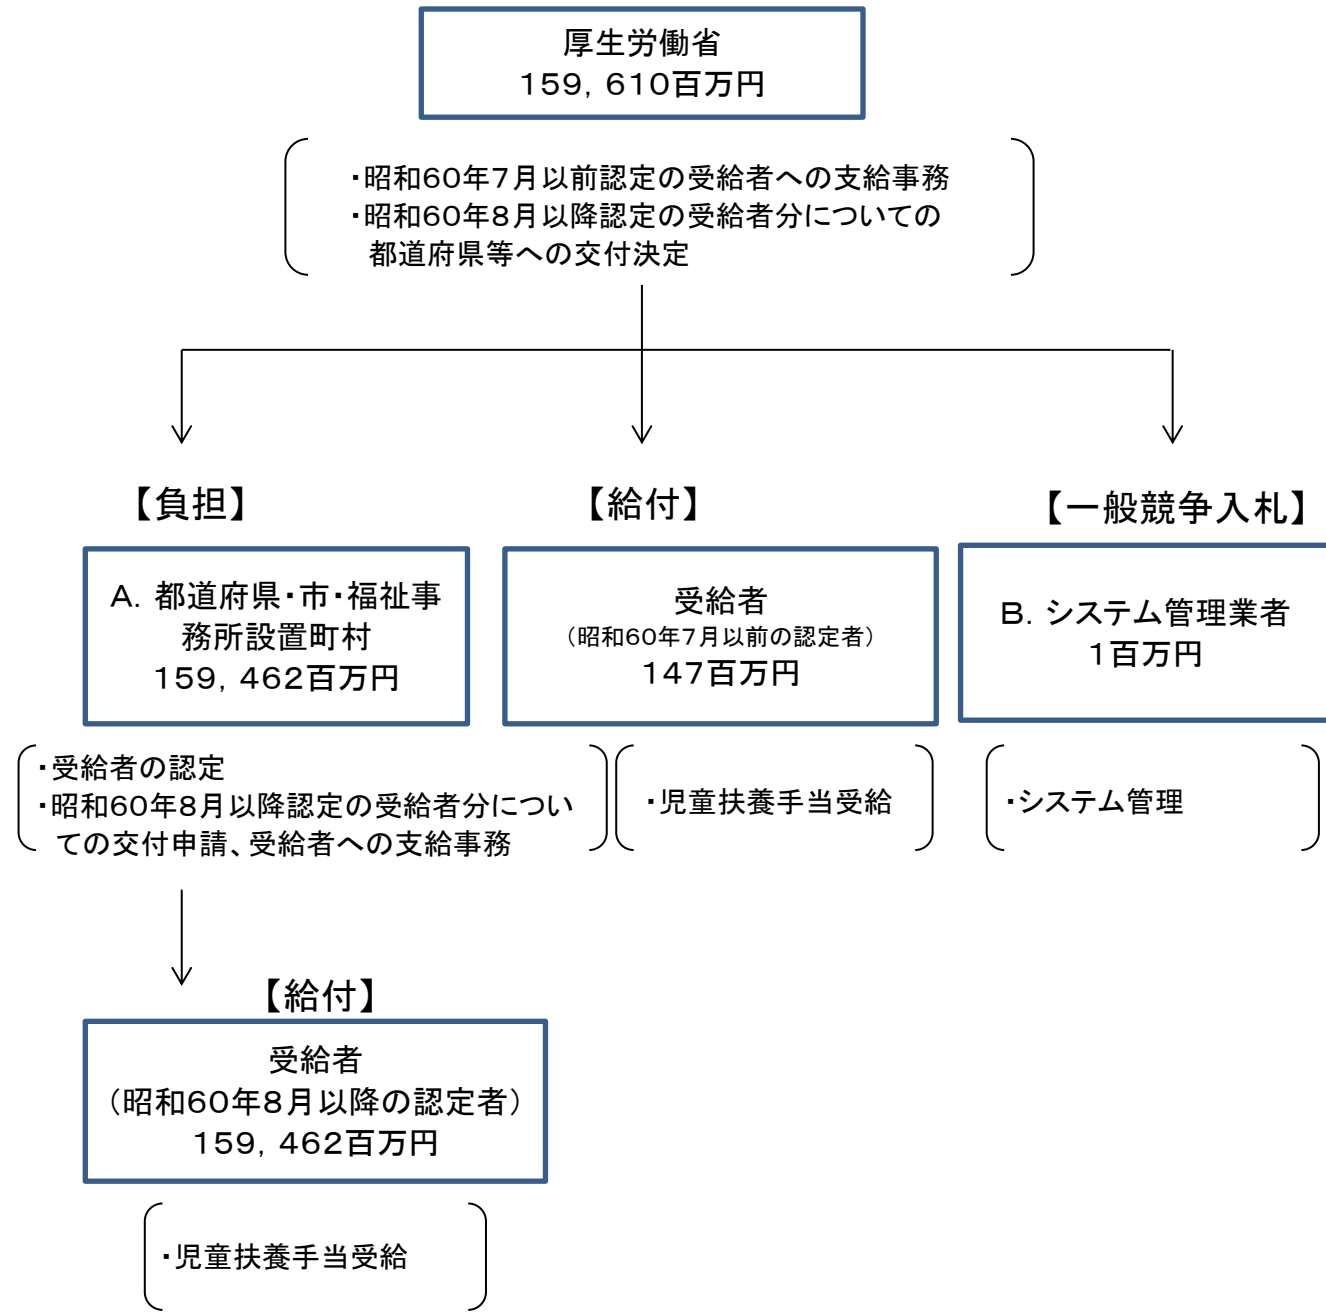 厚生労働省
159，610百万円
・昭和60年7月以前認定の受給者への支給事務
・昭和60年8月以降認定の受給者分についての
都道府県等への交付決定
【負担】
【給付】
【一般競争入札】
A．都道府県・市・福祉事
務所設置町村
159，462百万円
受給者
（昭和60年7月以前の認定者）
147百万円
B．システム管理業者
1百万円
・受給者の認定
・昭和60年8月以降認定の受給者分につい
ての交付申請、受給者への支給事務
・児童扶養手当受給
・システム管理
【給付】
受給者
（昭和60年8月以降の認定者）
159，462百万円
・児童扶養手当受給